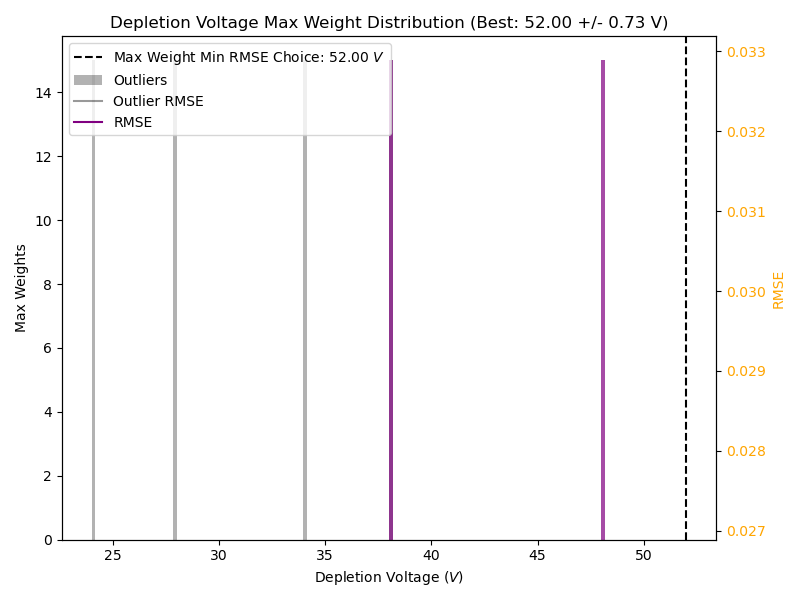 Depletion Voltage Max Weight Distribution (Best: 52.00 +/- 0.73 V)
Max Weight Min RMSE Choice: 52.00 V
Outliers
Outlier RMSE
RMSE
Max Weights
14
12
10
8
6
4
2
0
25
30
35
40
45
50
Depletion Voltage (V)
0.033
0.032
0.031
0.030
0.029
0.028
0.027
RMSE